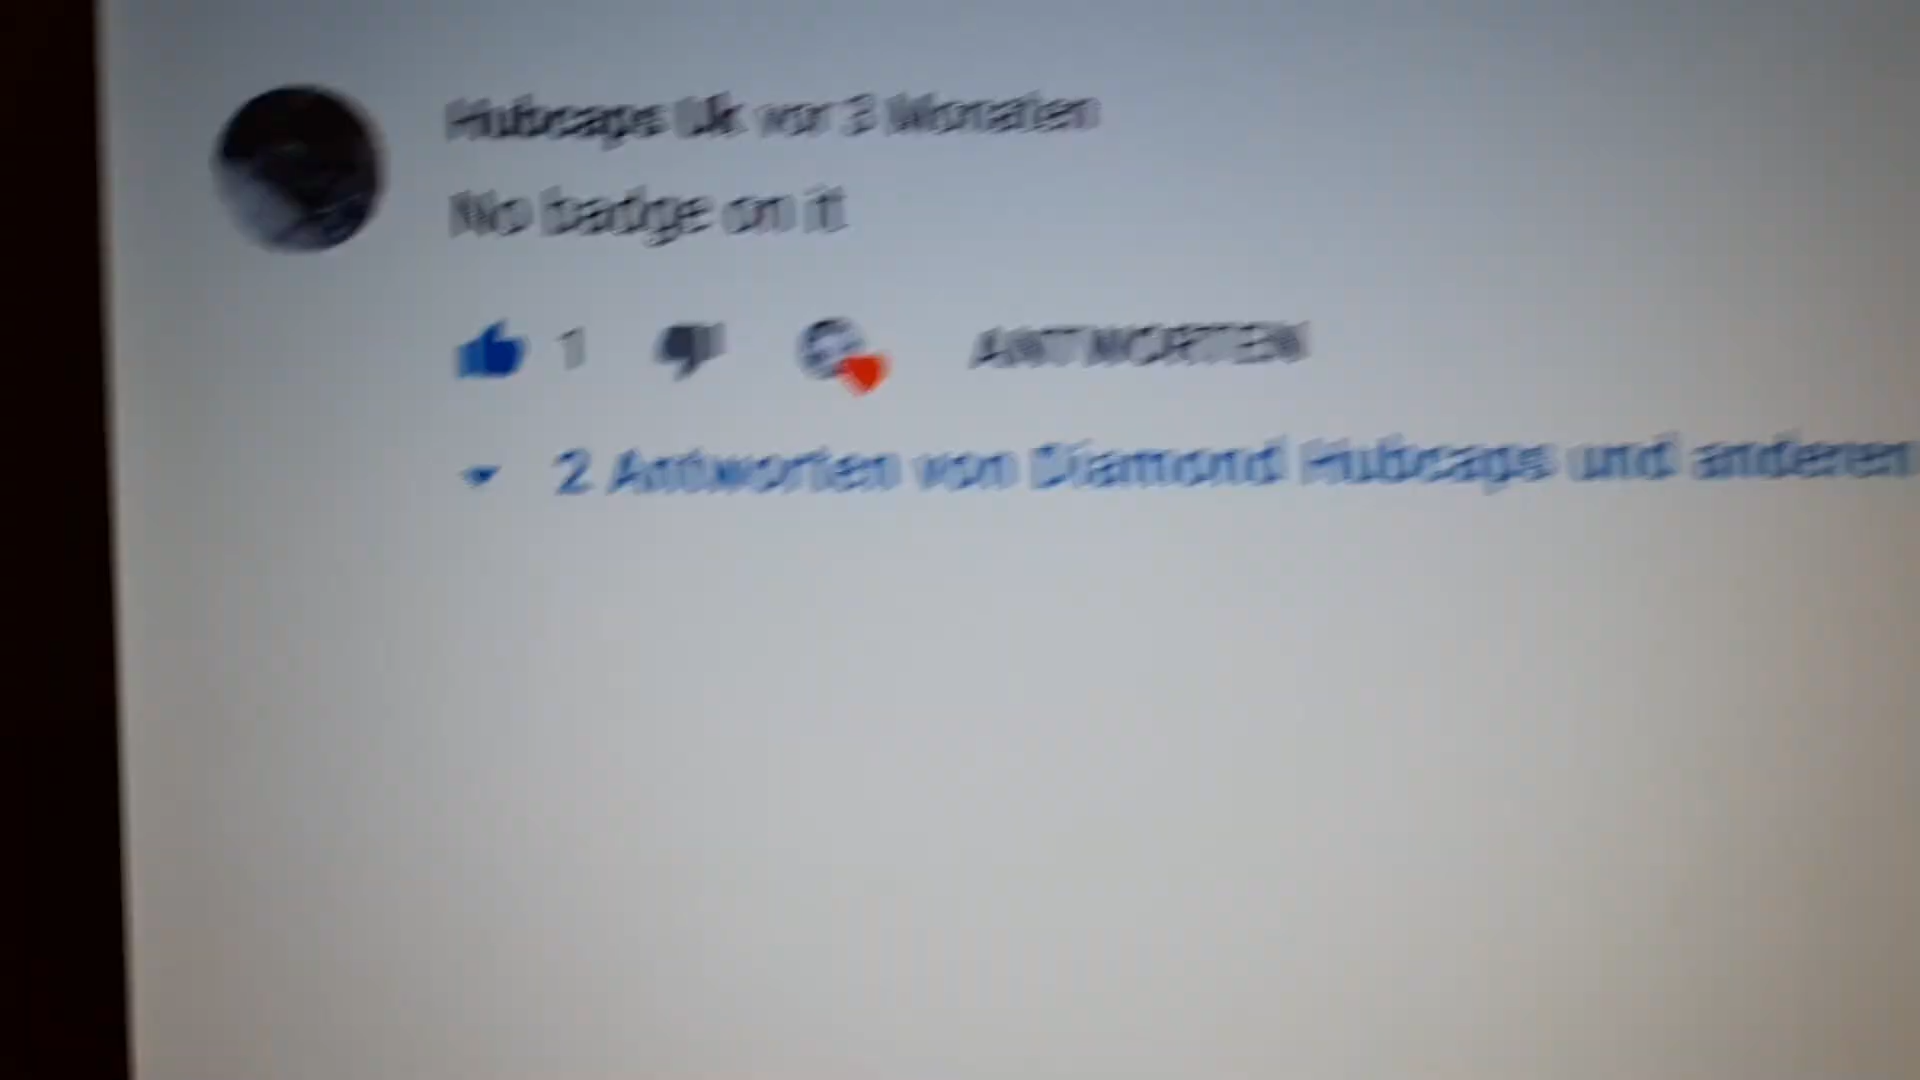 Hubcaps Uk vor 3 Monaten
No badge on it
1 ANTWORTEN
2 Antworten von Diamond Hubcaps und anderen